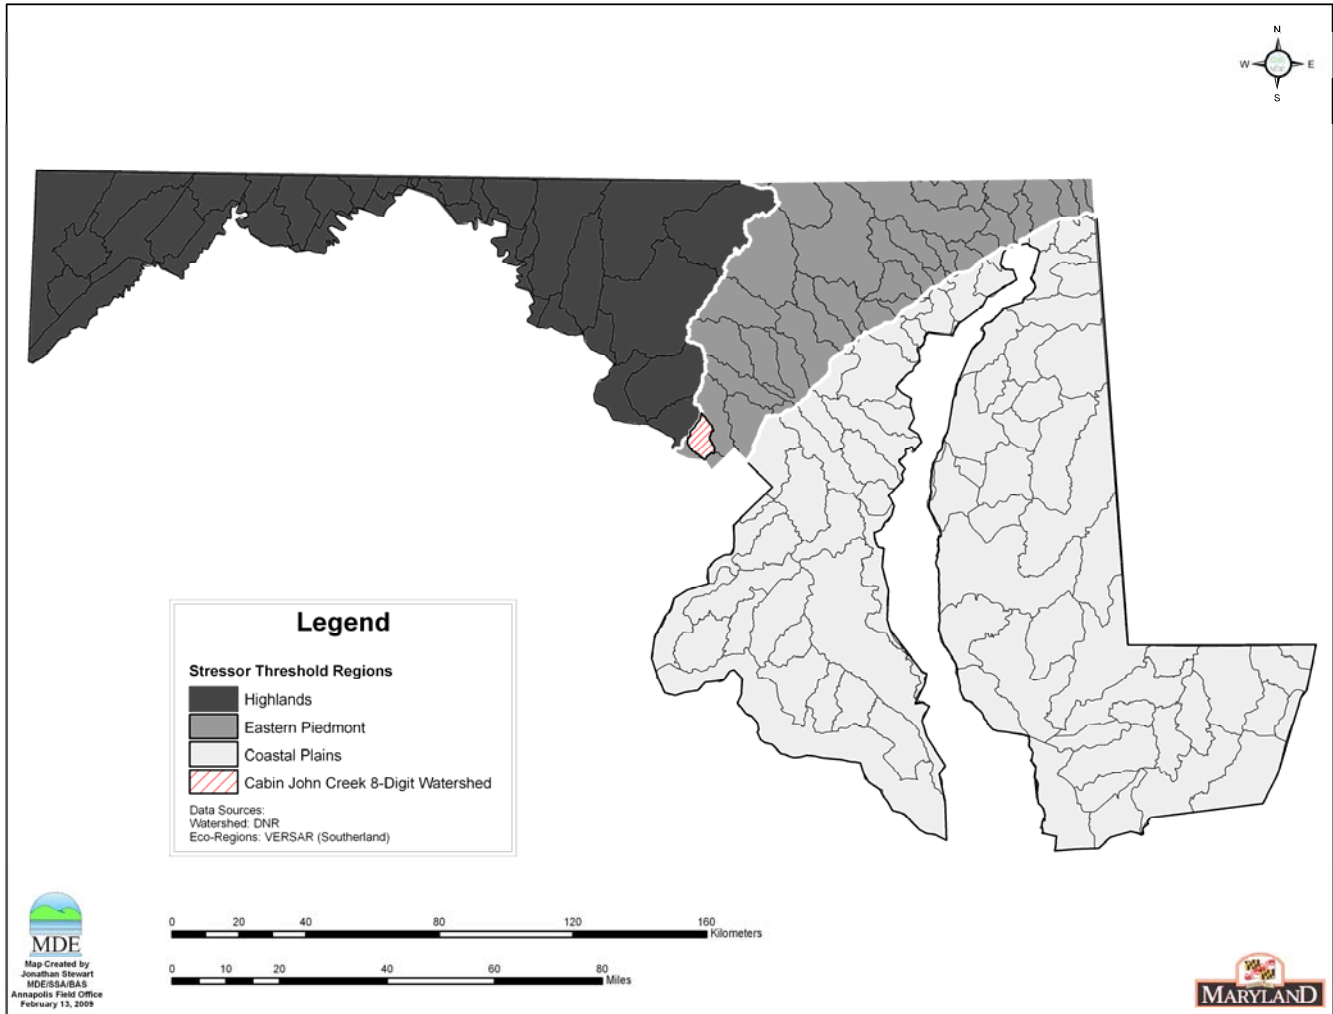 N
W E
S
Legend
Stressor Threshold Regions
Highlands
Eastern Piedmont
Coastal Plains
Cabin John Creek 8-Digit Watershed
Data Sources:
Watershed: DNR
Eco-Regions: VERSAR (Southerland)
0 20 40 80 120 160
Kilometers
0 10 20 40 60 80
Miles
MDE
Map Created by
Jonathan Stewart
MDE/SSA/BAS
Annapolis Field Office
February 13, 2009
MARYLAND